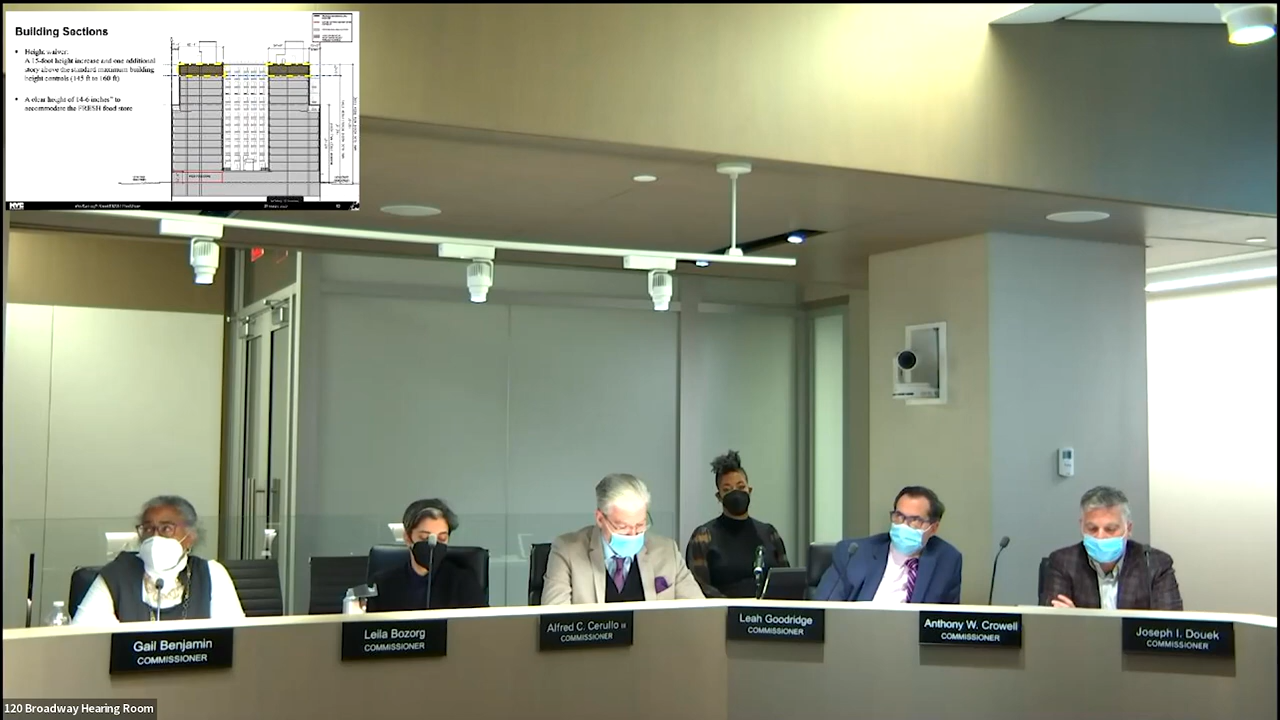 Building Sections
• Height waiver:
A 15-foot height increase and one additional
story above the standard maximum building
height controls (145 ft to 160 ft)
• A clear height of 14-6 inches" to
accommodate the FRESH food store
NYC
Gail Benjamin
COMMISSIONER
Leila Bozorg
COMMISSIONER
Alfred C. Cerullo III
COMMISSIONER
Leah Goodridge
COMMISSIONER
Anthony W. Crowell
COMMISSIONER
Joseph I. Douek
COMMISSIONER
120 Broadway Hearing Room